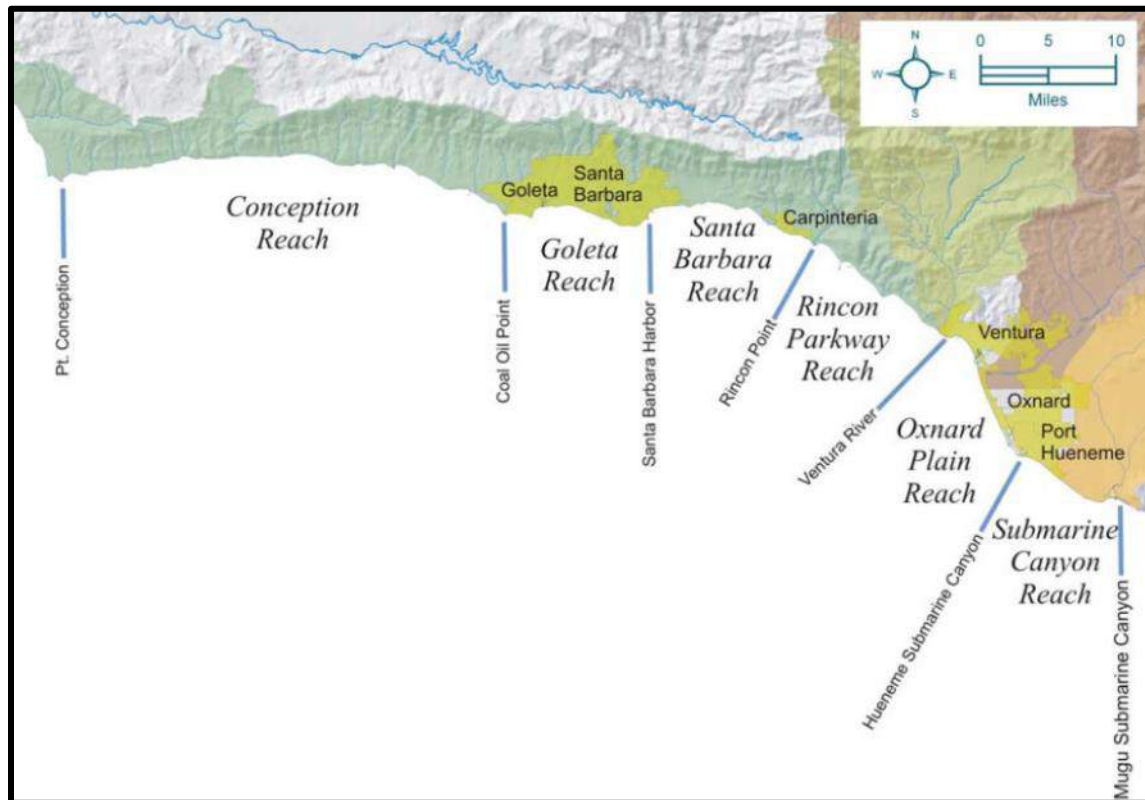 N
W
E
S
0
5
10
Miles
Goleta
Santa
Barbara
Carpinteria
Ventura
Oxnard
Port
Hueneme
Conception
Reach
Goleta
Reach
Santa
Barbara
Reach
Rincon
Parkway
Reach
Oxnard
Plain
Reach
Submarine
Canyon
Reach
Pt. Conception
Coal Oil Point
Santa Barbara Harbor
Rincon Point
Ventura River
Hueneme Submarine Canyon
Mugu Submarine Canyon